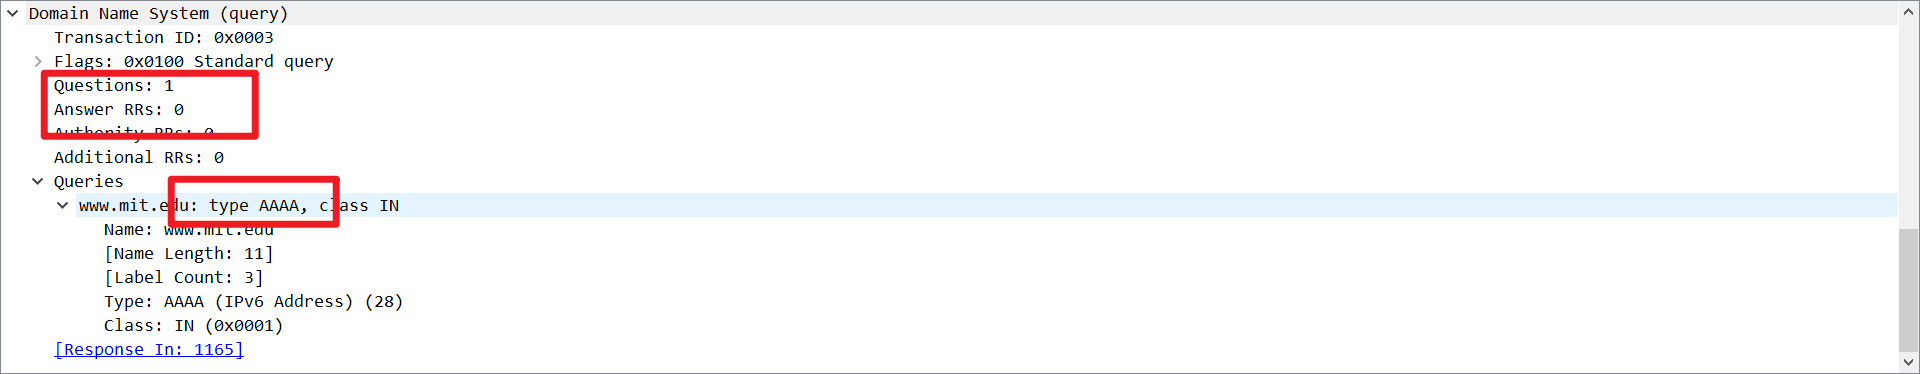 Domain Name System (query)
Transaction ID: 0x0003
Flags: 0x0100 Standard query
Questions: 1
Answer RRs: 0
Authority RRs: 0
Additional RRs: 0
Queries
www.mit.edu: type AAAA, class IN
Name: www.mit.edu
[Name Length: 11]
[Label Count: 3]
Type: AAAA (IPv6 Address) (28)
Class: IN (0x0001)
[Response In: 1165]